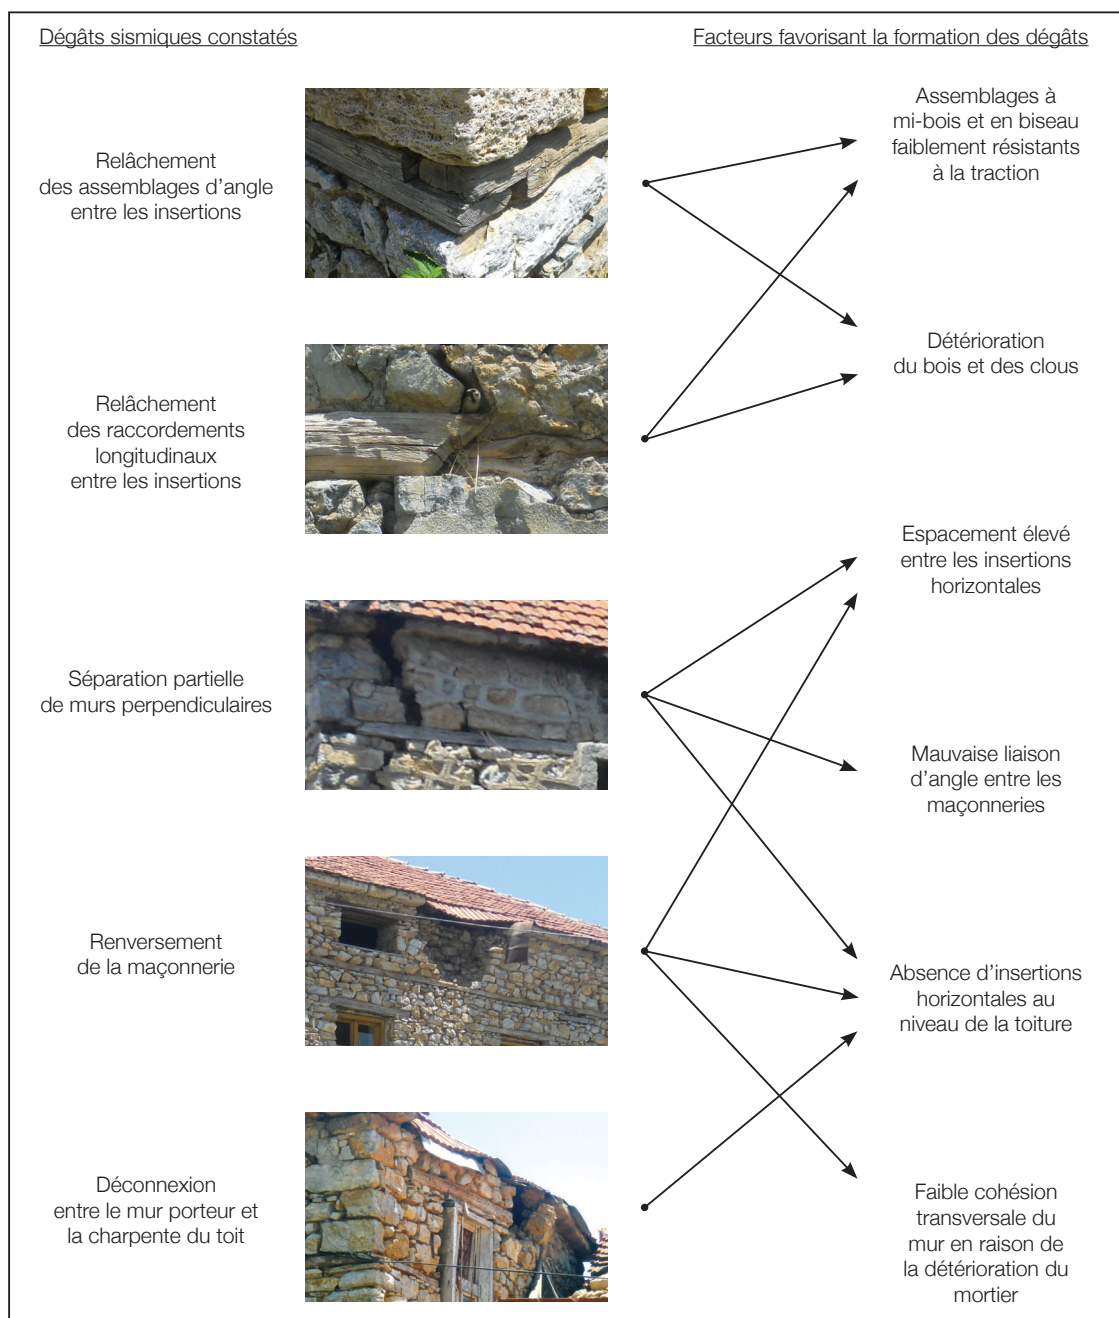 Dégâts sismiques constatés
Facteurs favorisant la formation des dégâts
Relâchement
des assemblages d’angle
entre les insertions
Assemblages à
mi-bois et en biseau
faiblement résistants
à la traction
Relâchement
des raccordements
longitudinaux
entre les insertions
Détérioration
du bois et des clous
Séparation partielle
de murs perpendiculaires
Espacement élevé
entre les insertions
horizontales
Mauvaise liaison
d’angle entre les
maçonneries
Renversement
de la maçonnerie
Absence d’insertions
horizontales au
niveau de la toiture
Déconnexion
entre le mur porteur et
la charpente du toit
Faible cohésion
transversale du
mur en raison de
la détérioration du
mortier